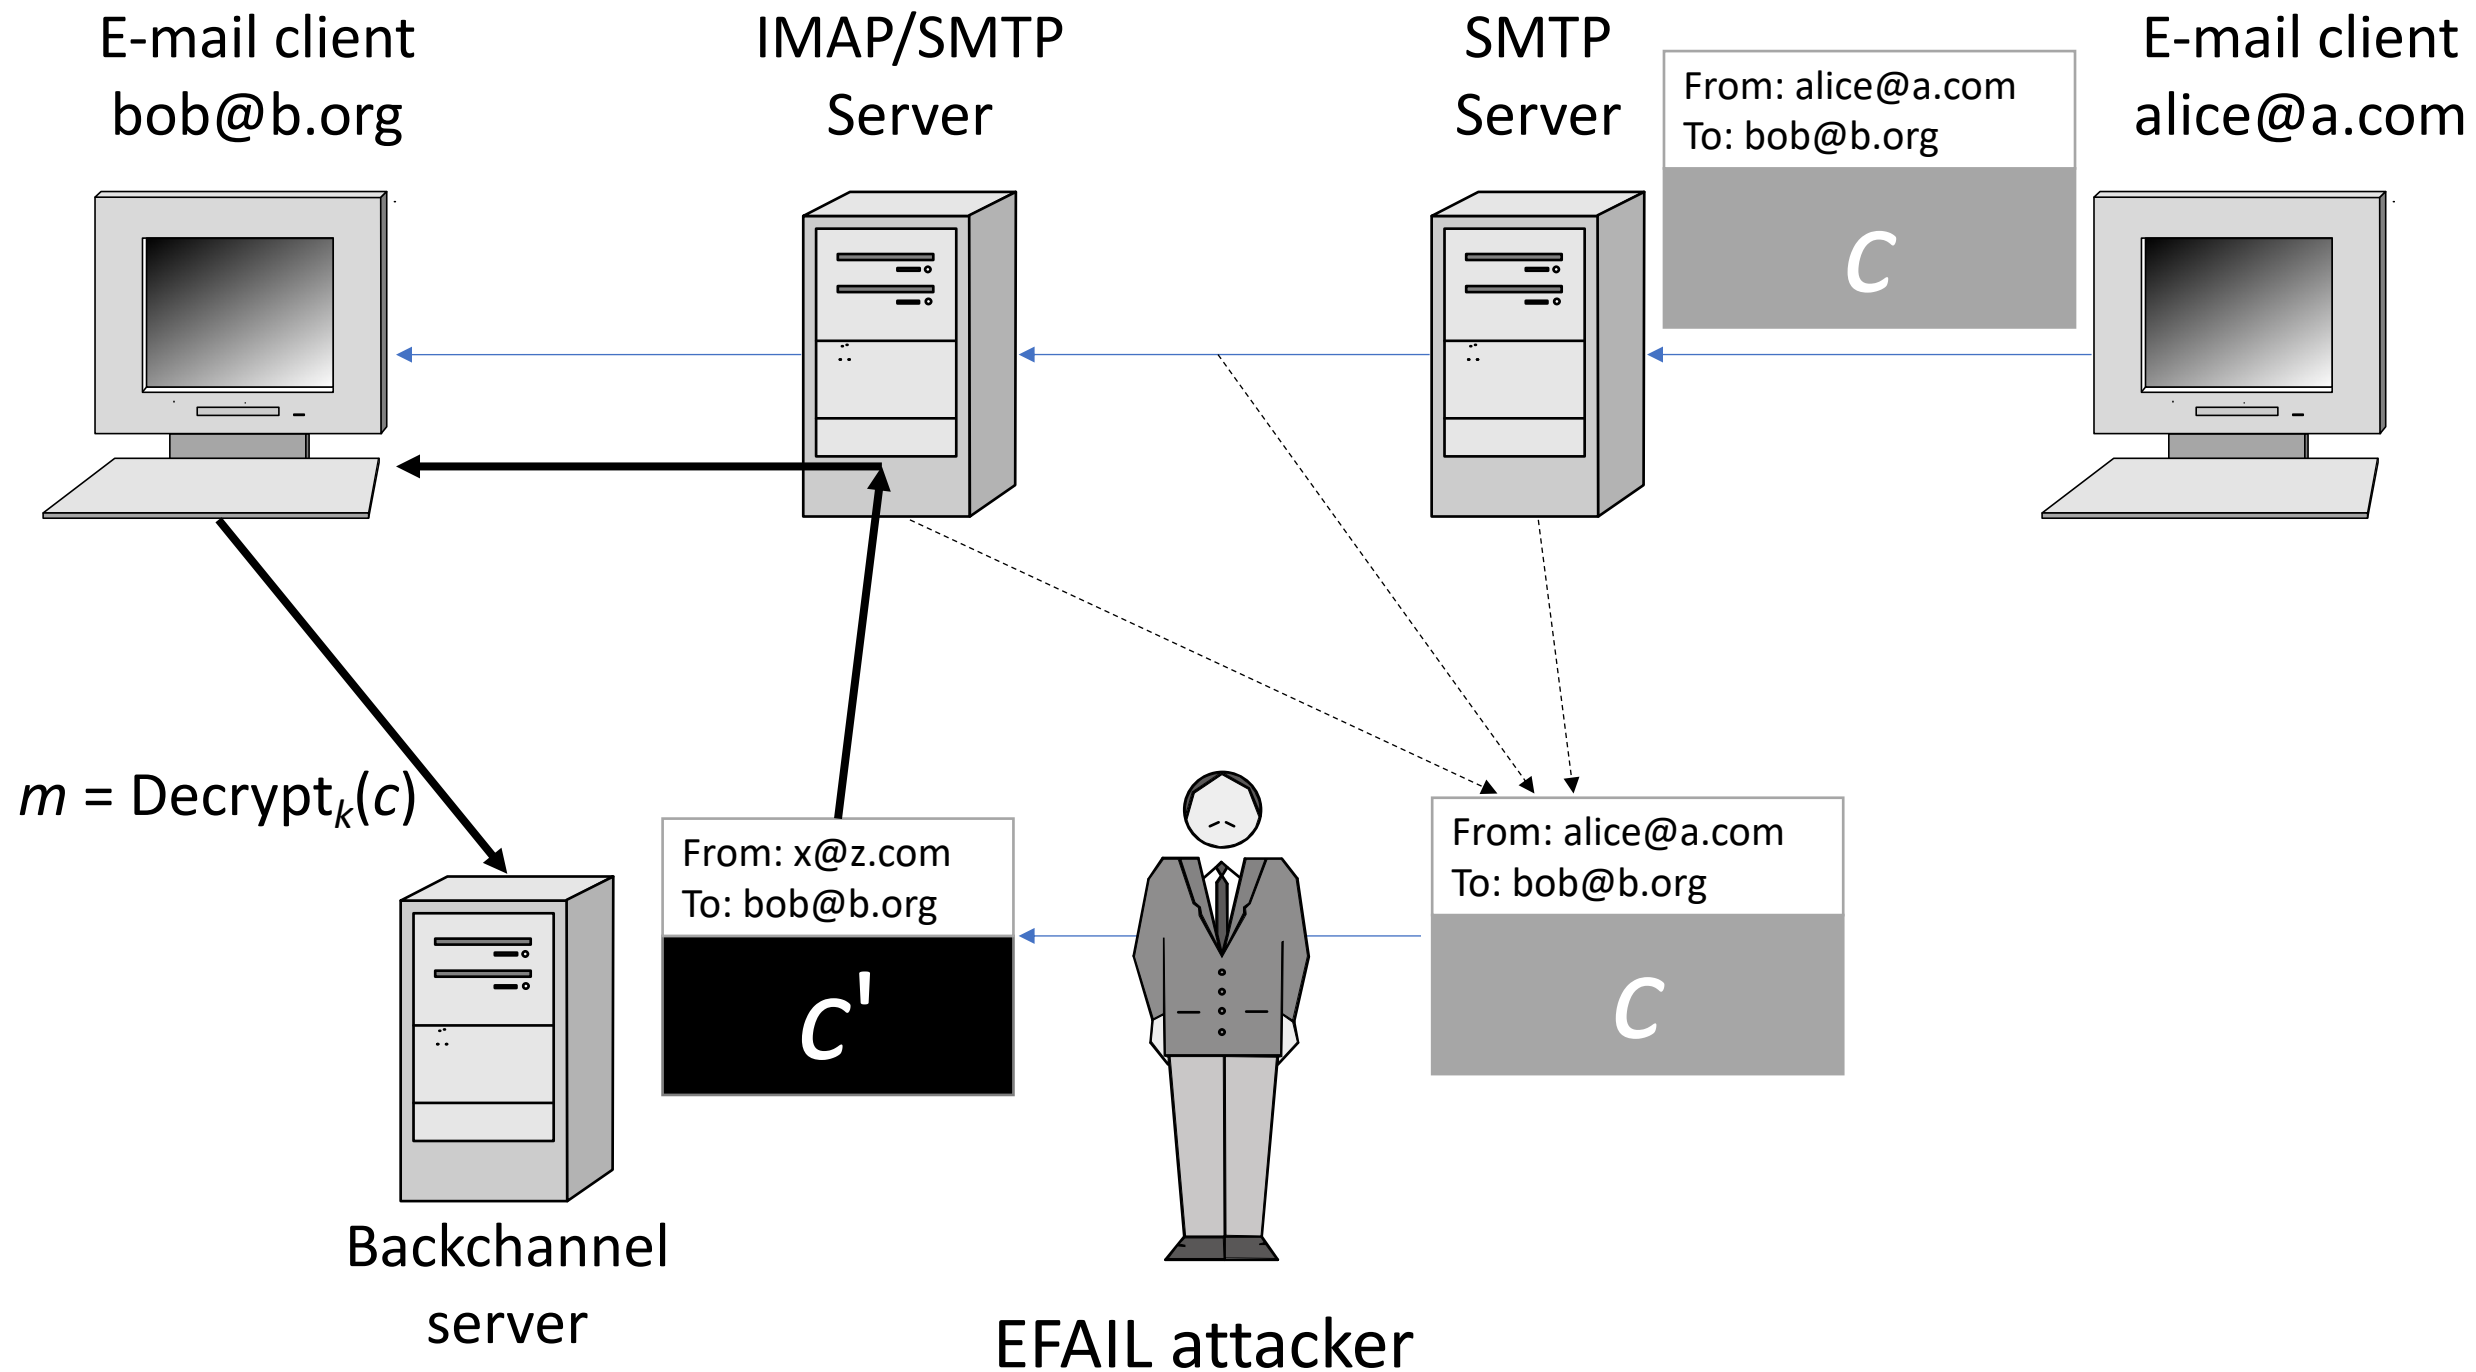 E-mail client
bob@b.org
IMAP/SMTP
Server
SMTP
Server
From: alice@a.com
To: bob@b.org
c
E-mail client
alice@a.com
m = Decryptₖ(c)
From: x@z.com
To: bob@b.org
c'
From: alice@a.com
To: bob@b.org
c
Backchannel
server
EFAIL attacker